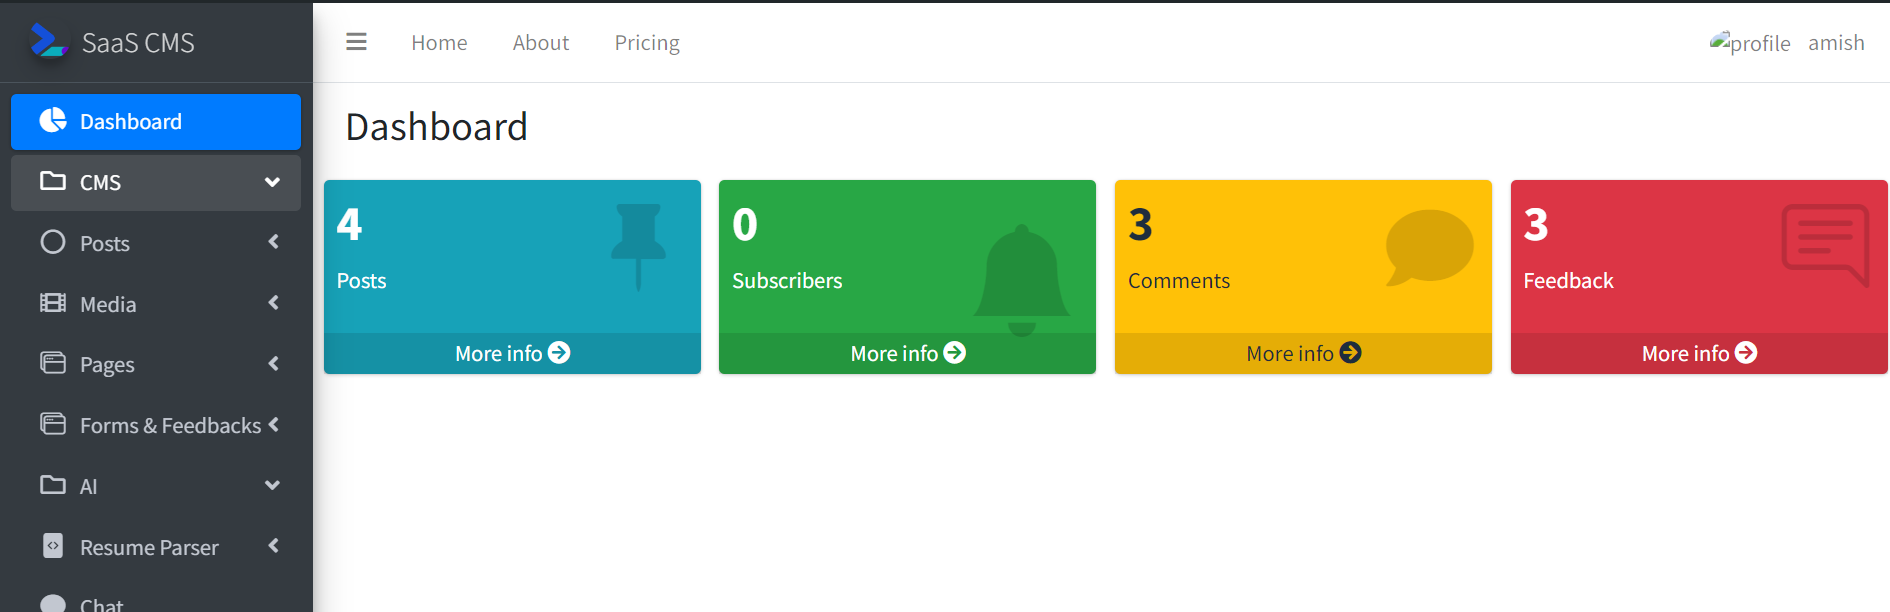 SaaS CMS
Home About Pricing
profile amish
Dashboard
CMS
Posts
Media
Pages
Forms & Feedbacks
AI
Resume Parser
Chat
Dashboard
4
Posts
More info
0
Subscribers
More info
3
Comments
More info
3
Feedback
More info